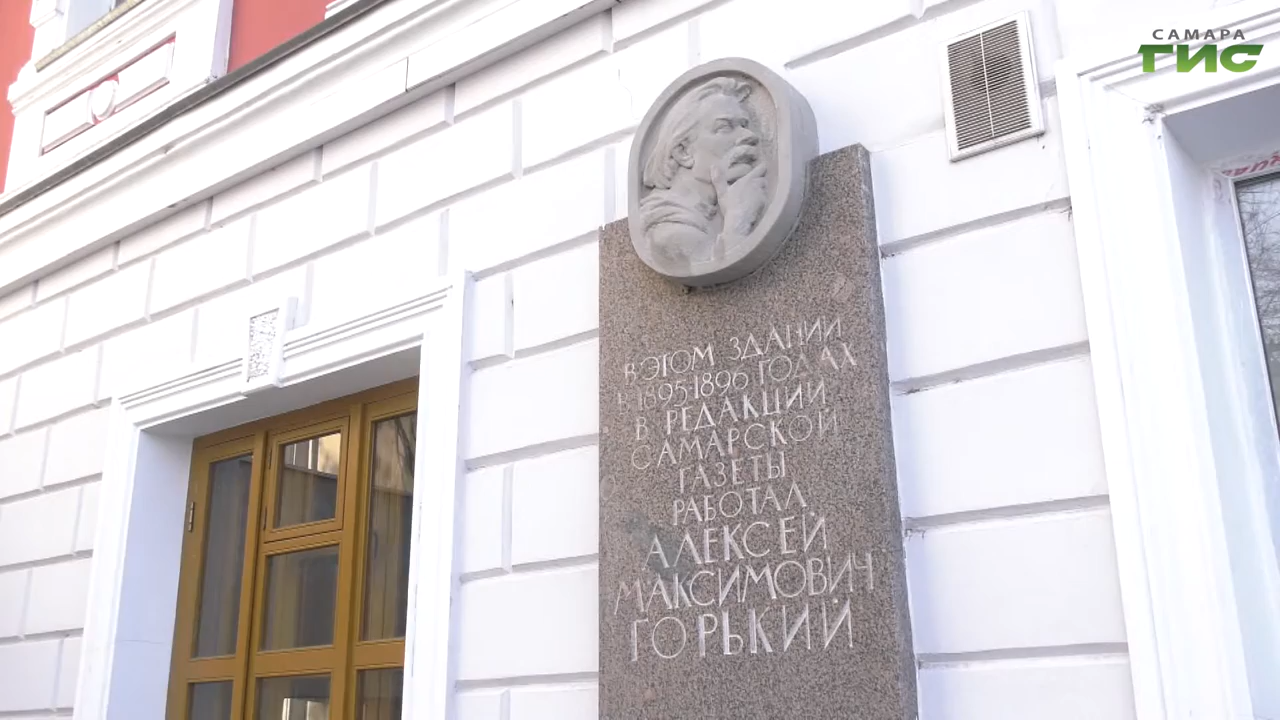 САМАРА
ГИС
В ЭТОМ ЗДАНИИ
В 1895-1896 ГОДАХ
В РЕДАКЦИИ
САМАРСКОЙ
ГАЗЕТЫ
РАБОТАЛ
АЛЕКСЕЙ
МАКСИМОВИЧ
ГОРЬКИЙ